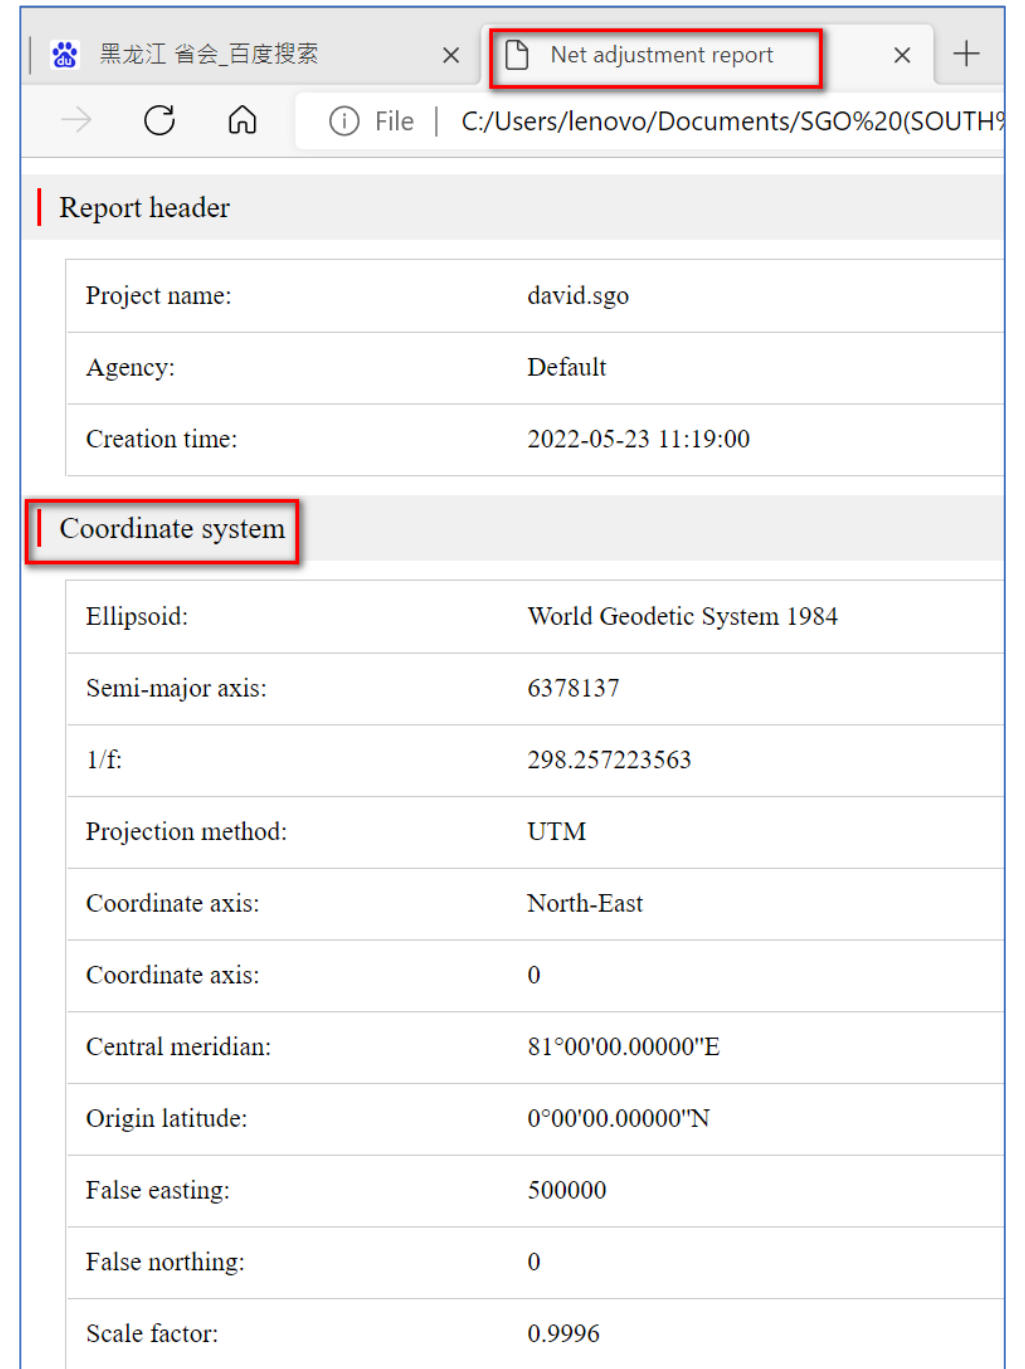 黑龙江 省会_百度搜索
Net adjustment report
File | C:/Users/lenovo/Documents/SGO%20(SOUTH%
Report header
Project name: david.sgo
Agency: Default
Creation time: 2022-05-23 11:19:00
Coordinate system
Ellipsoid: World Geodetic System 1984
Semi-major axis: 6378137
1/f: 298.257223563
Projection method: UTM
Coordinate axis: North-East
Coordinate axis: 0
Central meridian: 81°00'00.00000"E
Origin latitude: 0°00'00.00000"N
False easting: 500000
False northing: 0
Scale factor: 0.9996